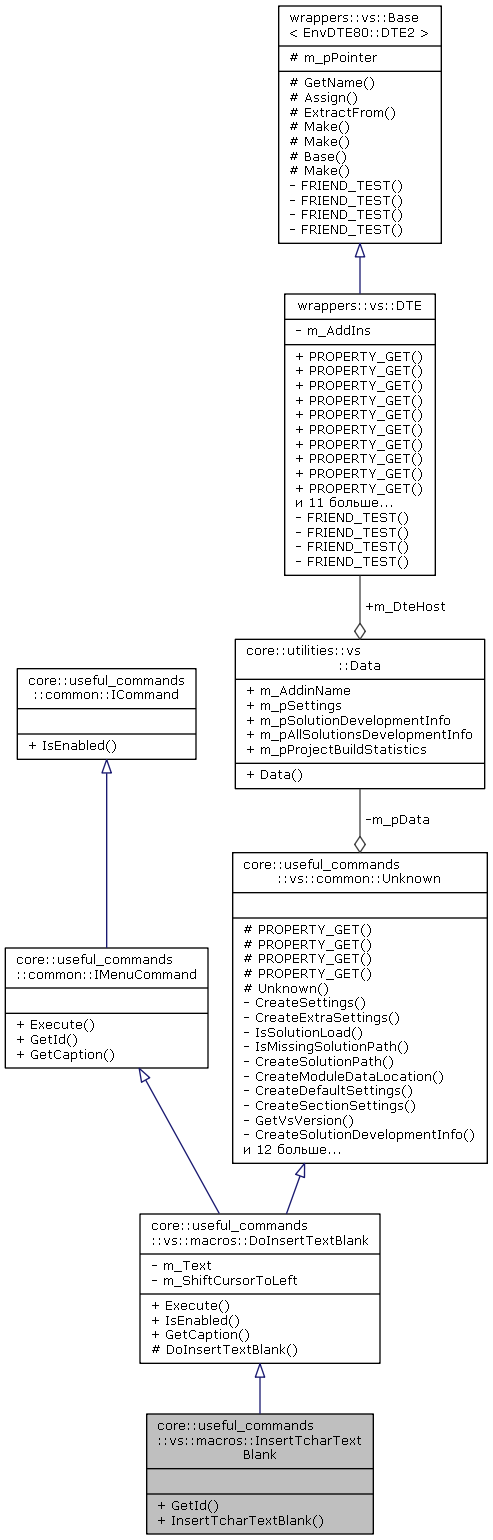 wrappers::vs::Base
< EnvDTE80::DTE2 >
# m_pPointer
# GetName()
# Assign()
# ExtractFrom()
# Make()
# Make()
# Base()
# Make()
- FRIEND_TEST()
- FRIEND_TEST()
- FRIEND_TEST()
- FRIEND_TEST()
wrappers::vs::DTE
- m_AddIns
+ PROPERTY_GET()
+ PROPERTY_GET()
+ PROPERTY_GET()
+ PROPERTY_GET()
+ PROPERTY_GET()
+ PROPERTY_GET()
+ PROPERTY_GET()
+ PROPERTY_GET()
+ PROPERTY_GET()
+ PROPERTY_GET()
и 11 больше...
- FRIEND_TEST()
- FRIEND_TEST()
- FRIEND_TEST()
- FRIEND_TEST()
+m_DteHost
core::utilities::vs
::Data
+ m_AddinName
+ m_pSettings
+ m_pSolutionDevelopmentInfo
+ m_pAllSolutionsDevelopmentInfo
+ m_pProjectBuildStatistics
+ Data()
core::useful_commands
::common::ICommand
+ IsEnabled()
-m_pData
core::useful_commands
::vs::common::Unknown
# PROPERTY_GET()
# PROPERTY_GET()
# PROPERTY_GET()
# PROPERTY_GET()
# Unknown()
- CreateSettings()
- CreateExtraSettings()
- IsSolutionLoad()
- IsMissingSolutionPath()
- CreateSolutionPath()
- CreateModuleDataLocation()
- CreateDefaultSettings()
- CreateSectionSettings()
- GetVsVersion()
- CreateSolutionDevelopmentInfo()
и 12 больше...
core::useful_commands
::common::IMenuCommand
+ Execute()
+ GetId()
+ GetCaption()
core::useful_commands
::vs::macros::DoInsertTextBlank
- m_Text
- m_ShiftCursorToLeft
+ Execute()
+ IsEnabled()
+ GetCaption()
# DoInsertTextBlank()
core::useful_commands
::vs::macros::InsertTcharText
Blank
+ GetId()
+ InsertTcharTextBlank()